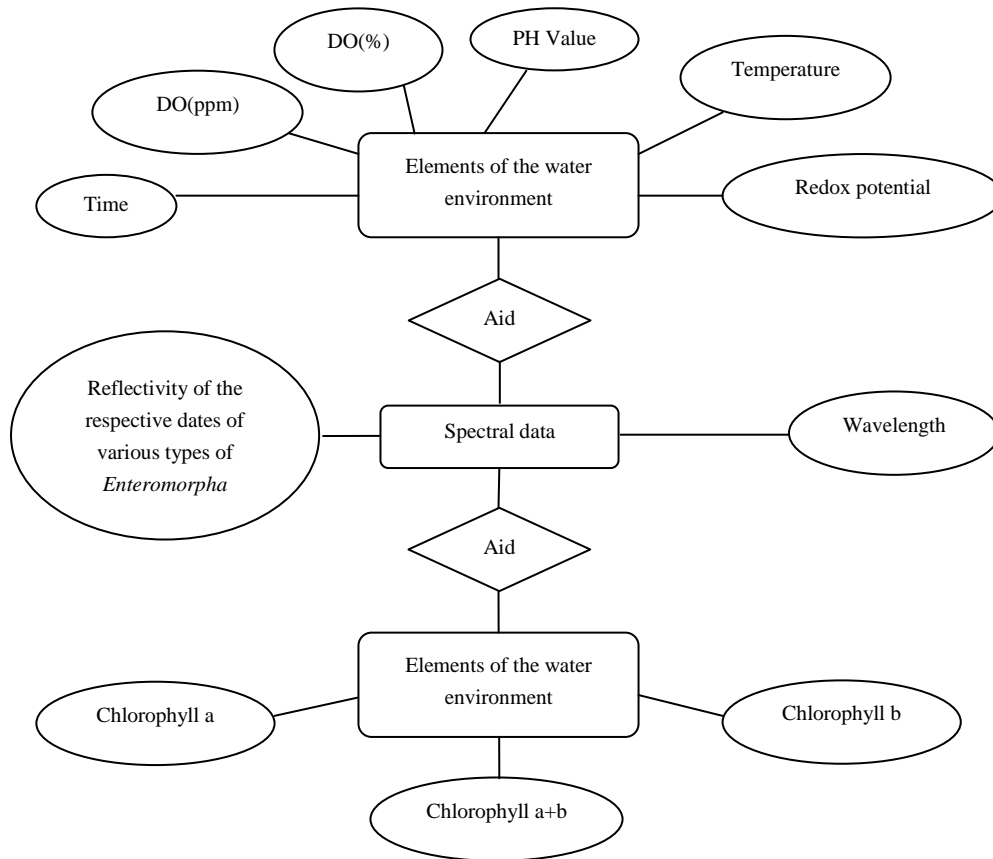 DO(%)
PH Value
Temperature
DO(ppm)
Elements of the water
environment
Time
Redox potential
Aid
Reflectivity of the
respective dates of
various types of
Enteromorpha
Spectral data
Wavelength
Aid
Elements of the water
environment
Chlorophyll a
Chlorophyll b
Chlorophyll a+b